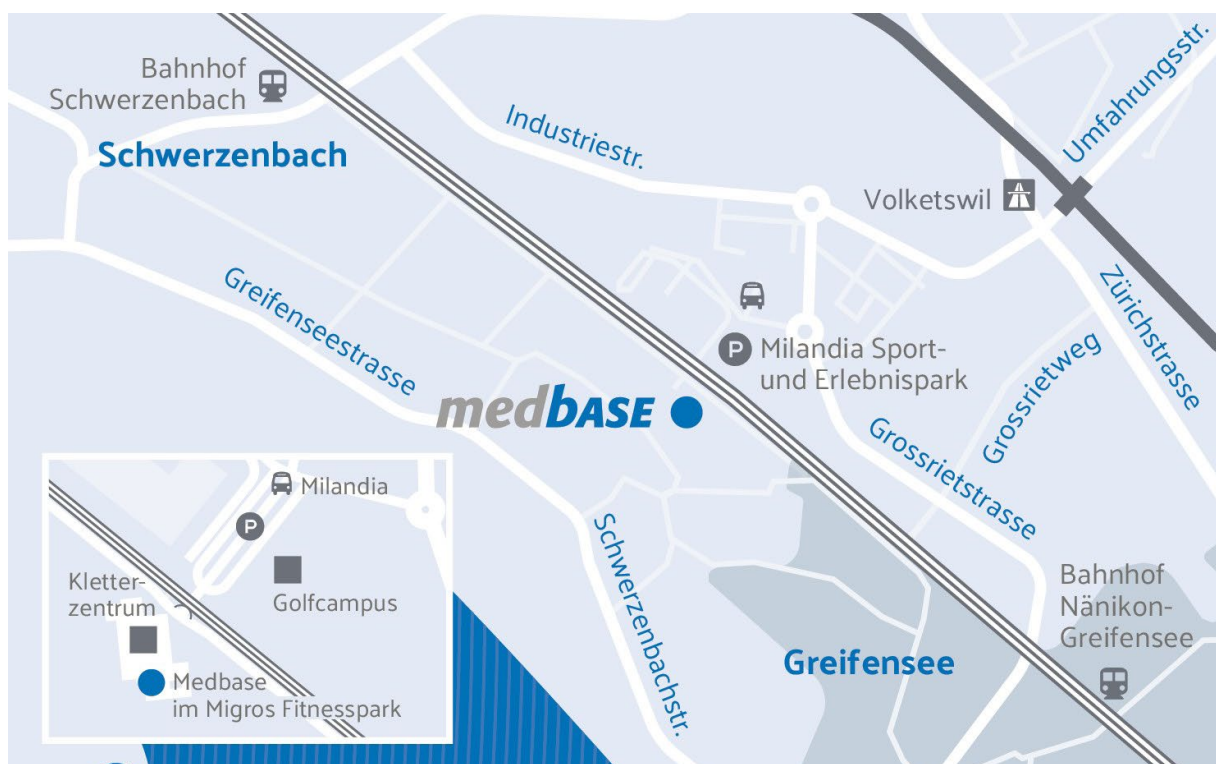 Bahnhof
Schwerzenbach
Schwerzenbach
Industriestr.
Umfahrungsstr.
Volketswil
Greifenseestrasse
Zürichstrasse
P
Milandia Sport-
und Erlebnispark
Grossrietweg
medbase
Grossrietstrasse
Milandia
P
Schwerzenbachstr.
Kletter-
zentrum
Golfcampus
Bahnhof
Nänikon-
Greifensee
Greifensee
Medbase
im Migros Fitnesspark